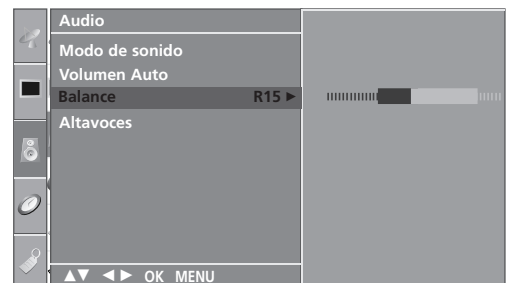 Audio
Modo de sonido
Volumen Auto
Balance R15 ►
Altavoces
▲▼ ◄► OK MENU